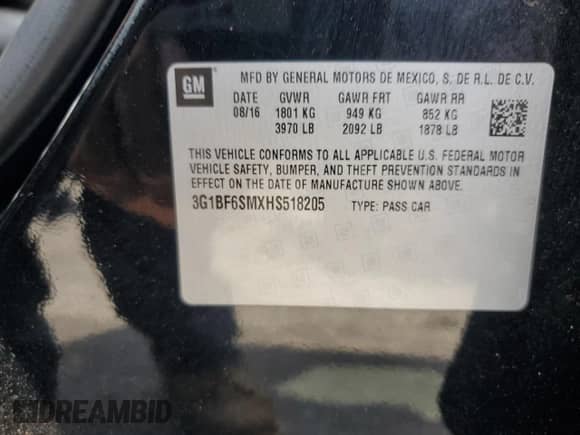 GM
MFD BY GENERAL MOTORS DE MEXICO, S. DE R.L. DE C.V.
DATE GVWR GAWR FRT GAWR RR
08/16 1801 KG 949 KG 852 KG
3970 LB 2092 LB 1878 LB
THIS VEHICLE CONFORMS TO ALL APPLICABLE U.S. FEDERAL MOTOR
VEHICLE SAFETY, BUMPER, AND THEFT PREVENTION STANDARDS IN
EFFECT ON THE DATE OF MANUFACTURE SHOWN ABOVE.
3G1BF6SMXHS518205 TYPE: PASS CAR
IDREAMBID